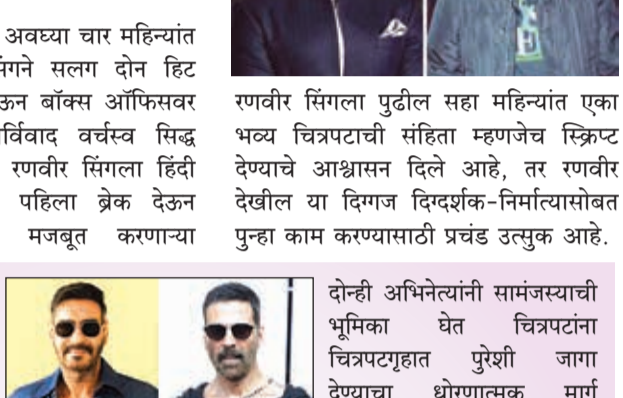 अवघ्या चार महिन्यांत
सलग दोन हिट
बॉक्स ऑफिसवर
वर्चस्व सिद्ध
रणवीर सिंगला हिंदी
पहिला ब्रेक देऊन
मजबूत करणाऱ्या
रणवीर सिंगला पुढील सहा महिन्यांत एका
भव्य चित्रपटाची संहिता म्हणजेच स्क्रिप्ट
देण्याचे आश्वासन दिले आहे, तर रणवीर
देखील या दिग्गज दिग्दर्शक-निर्मात्यासोबत
पुन्हा काम करण्यासाठी प्रचंड उत्सुक आहे.
दोन्ही अभिनेत्यांनी सामंजस्याची
भूमिका घेत चित्रपटांना
चित्रपटगृहात पुरेशी जागा
देण्याचा धोरणात्मक मार्ग